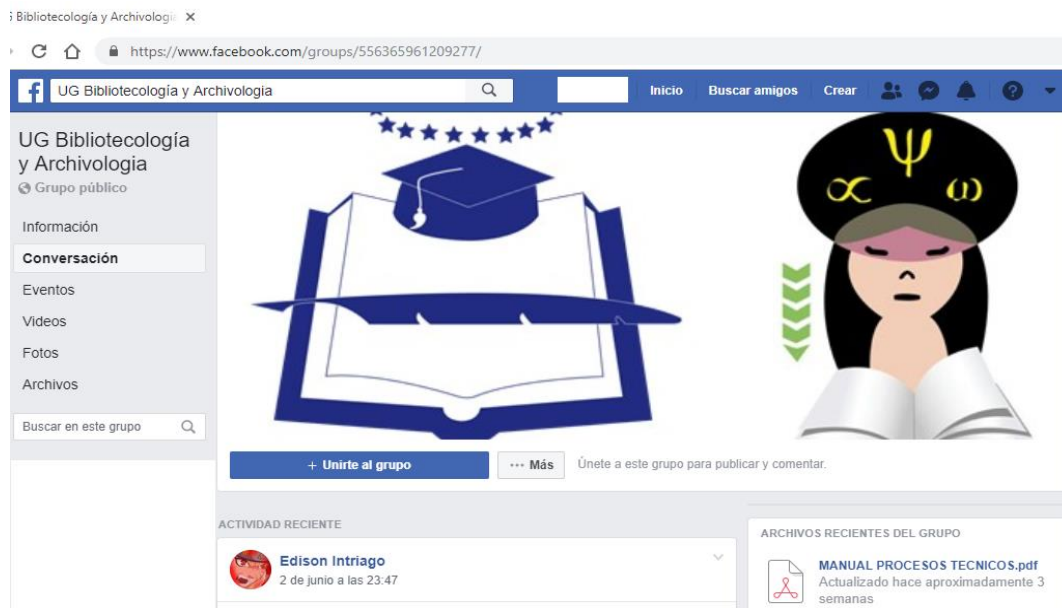 Bibliotecología y Archivologia
https://www.facebook.com/groups/556365961209277/
UG Bibliotecología y Archivologia
Inicio
Buscar amigos
Crear
UG Bibliotecología
y Archivologia
Grupo público
Información
Conversación
Eventos
Videos
Fotos
Archivos
Buscar en este grupo
∝ ψ ω
+ Unirte al grupo
··· Más
Únete a este grupo para publicar y comentar.
ACTIVIDAD RECIENTE
Edison Intriago
2 de junio a las 23:47
ARCHIVOS RECIENTES DEL GRUPO
MANUAL PROCESOS TECNICOS.pdf
Actualizado hace aproximadamente 3
semanas